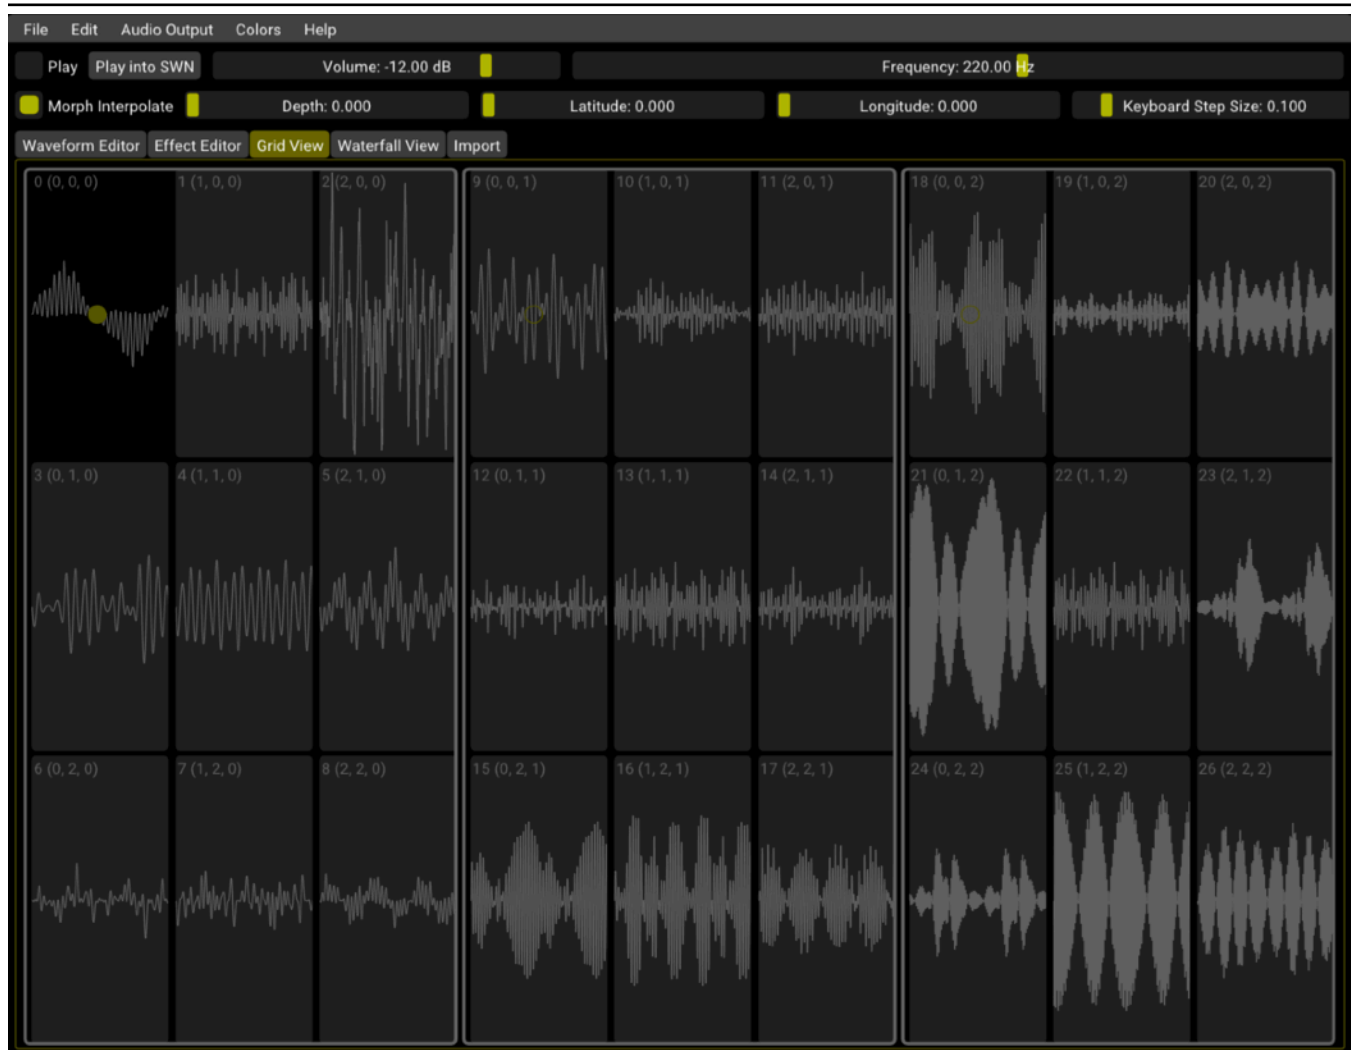 File Edit Audio Output Colors Help
Play Play into SWN Volume: -12.00 dB Frequency: 220.00 Hz
Morph Interpolate Depth: 0.000 Latitude: 0.000 Longitude: 0.000 Keyboard Step Size: 0.100
Waveform Editor Effect Editor Grid View Waterfall View Import
0 (0, 0, 0) 1 (1, 0, 0) 2 (2, 0, 0) 9 (0, 0, 1) 10 (1, 0, 1) 11 (2, 0, 1) 18 (0, 0, 2) 19 (1, 0, 2) 20 (2, 0, 2)
3 (0, 1, 0) 4 (1, 1, 0) 5 (2, 1, 0) 12 (0, 1, 1) 13 (1, 1, 1) 14 (2, 1, 1) 21 (0, 1, 2) 22 (1, 1, 2) 23 (2, 1, 2)
6 (0, 2, 0) 7 (1, 2, 0) 8 (2, 2, 0) 15 (0, 2, 1) 16 (1, 2, 1) 17 (2, 2, 1) 24 (0, 2, 2) 25 (1, 2, 2) 26 (2, 2, 2)